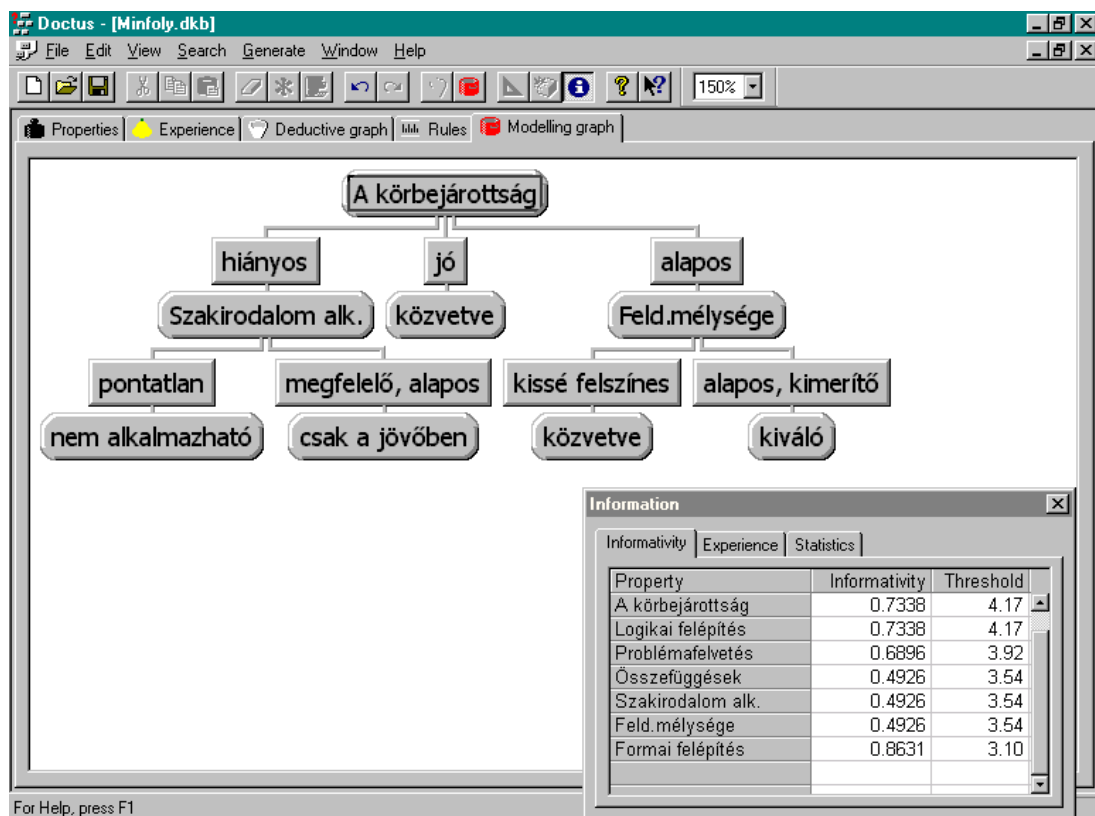 Doctus - [Minfoly.dkb]
File Edit View Search Generate Window Help
150%
Properties Experience Deductive graph Rules Modelling graph
A körbejárottság
hiányos jó alapos
Szakirodalom alk. közvetve Feld.mélysége
pontatlan megfelelő, alapos kissé felszínes alapos, kimerítő
nem alkalmazható csak a jövőben közvetve kiváló
Information
Informativity Experience Statistics
Property Informativity Threshold
A körbejárottság 0.7338 4.17
Logikai felépítés 0.7338 4.17
Problémafelvetés 0.6896 3.92
Összefüggések 0.4926 3.54
Szakirodalom alk. 0.4926 3.54
Feld.mélysége 0.4926 3.54
Formai felépítés 0.8631 3.10
For Help, press F1